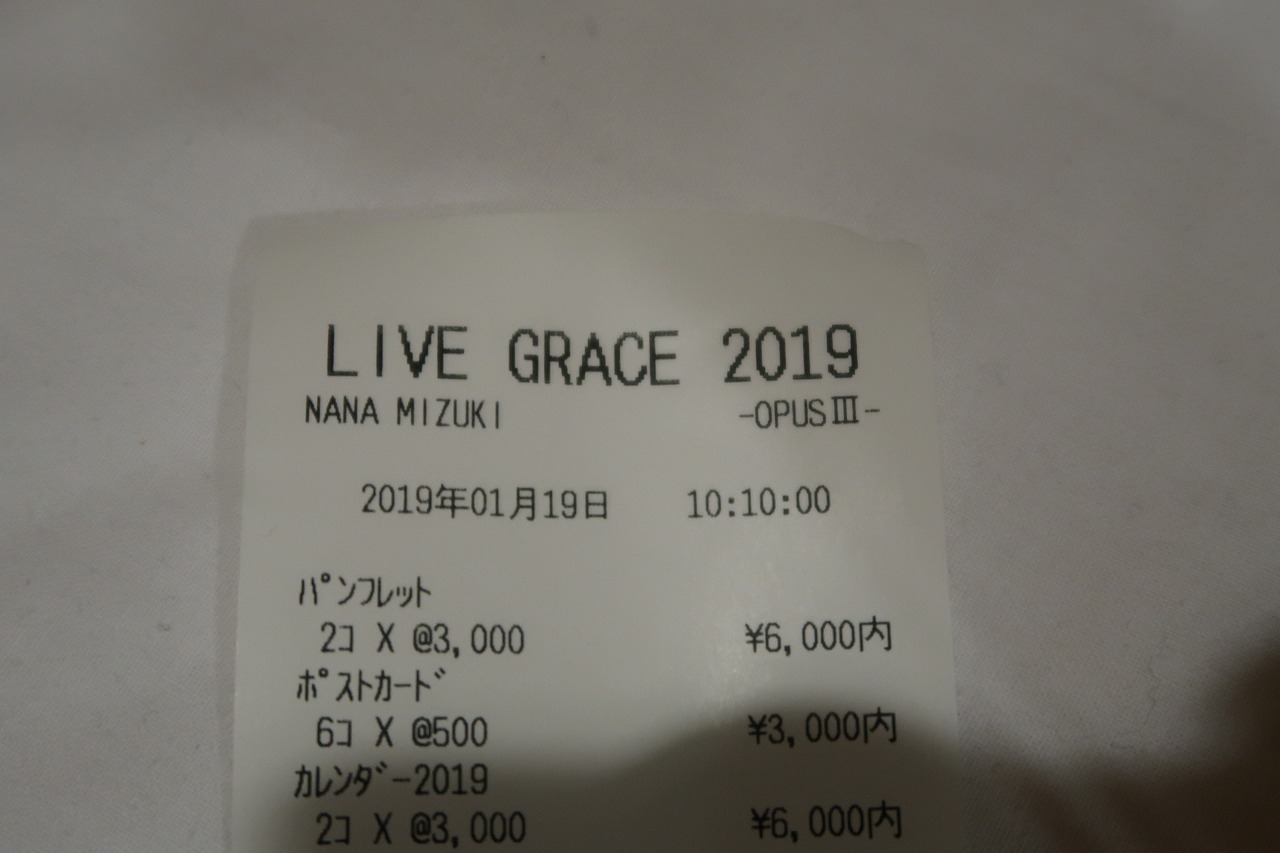 LIVE GRACE 2019
NANA MIZUKI -OPUSⅢ-
2019年01月19日 10:10:00
ﾊﾟﾝﾌﾚｯﾄ
2ｺ X @3,000 ¥6,000内
ﾎﾟｽﾄｶｰﾄﾞ
6ｺ X @500 ¥3,000内
ｶﾚﾝﾀﾞｰ2019
2ｺ X @3,000 ¥6,000内